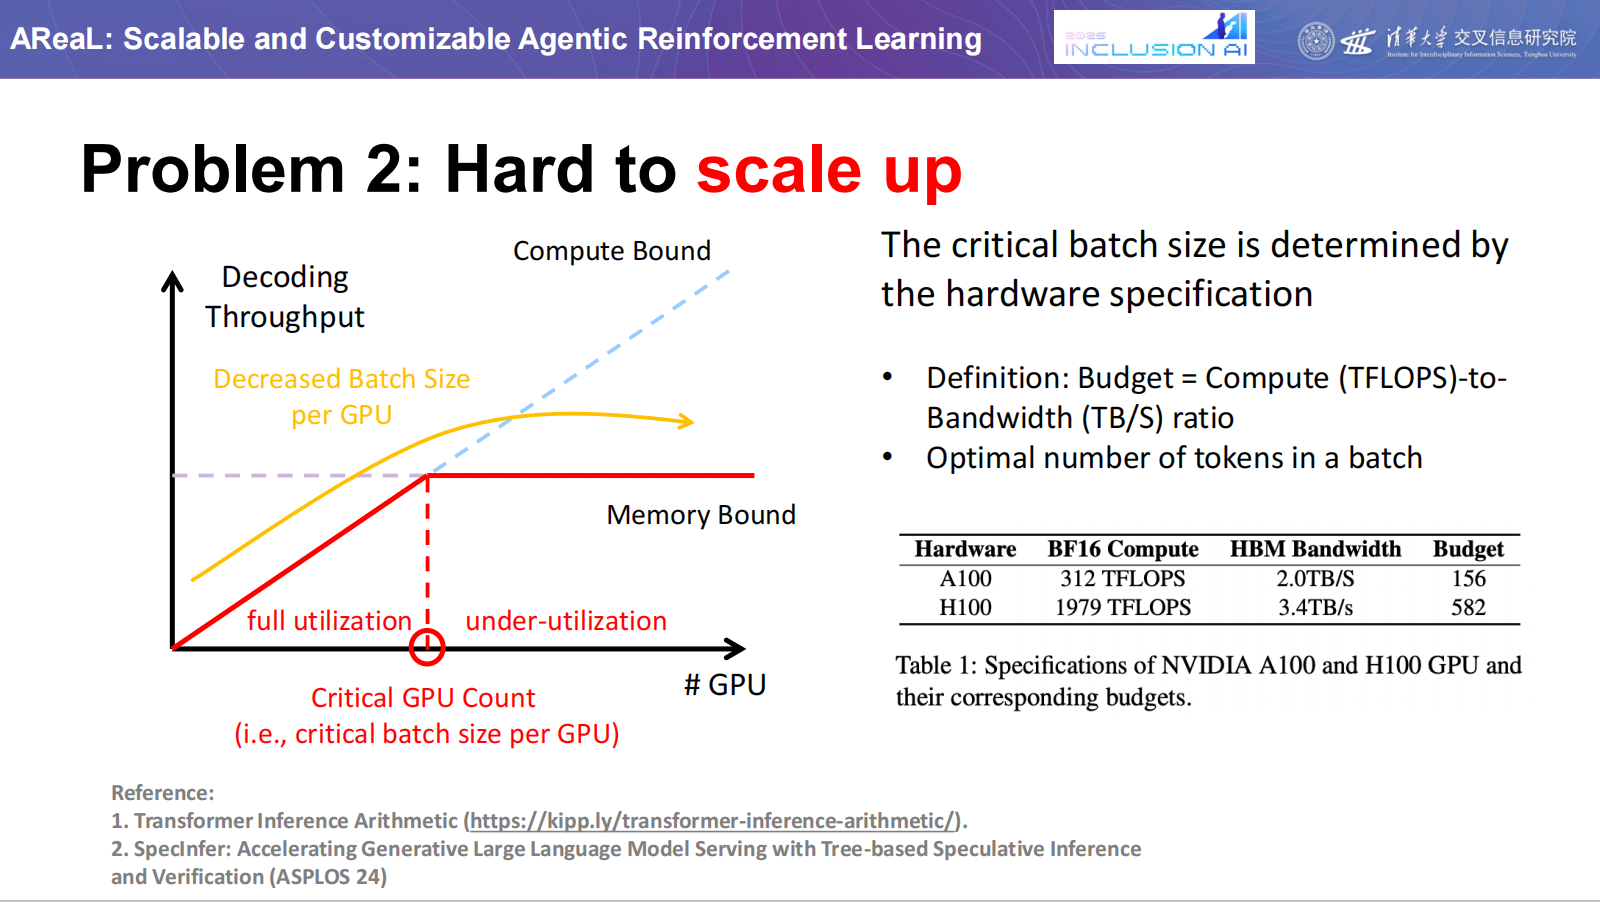 AReaL: Scalable and Customizable Agentic Reinforcement Learning
2025
INCLUSION AI
清华大学 交叉信息研究院
Institute for Interdisciplinary Information Sciences, Tsinghua University
Problem 2: Hard to scale up
Compute Bound
Decoding
Throughput
Decreased Batch Size
per GPU
Memory Bound
full utilization
under-utilization
# GPU
Critical GPU Count
(i.e., critical batch size per GPU)
The critical batch size is determined by
the hardware specification
• Definition: Budget = Compute (TFLOPS)-to-
Bandwidth (TB/S) ratio
• Optimal number of tokens in a batch
Hardware BF16 Compute HBM Bandwidth Budget
A100 312 TFLOPS 2.0TB/S 156
H100 1979 TFLOPS 3.4TB/s 582
Table 1: Specifications of NVIDIA A100 and H100 GPU and
their corresponding budgets.
Reference:
1. Transformer Inference Arithmetic (https://kipp.ly/transformer-inference-arithmetic/).
2. SpecInfer: Accelerating Generative Large Language Model Serving with Tree-based Speculative Inference
and Verification (ASPLOS 24)